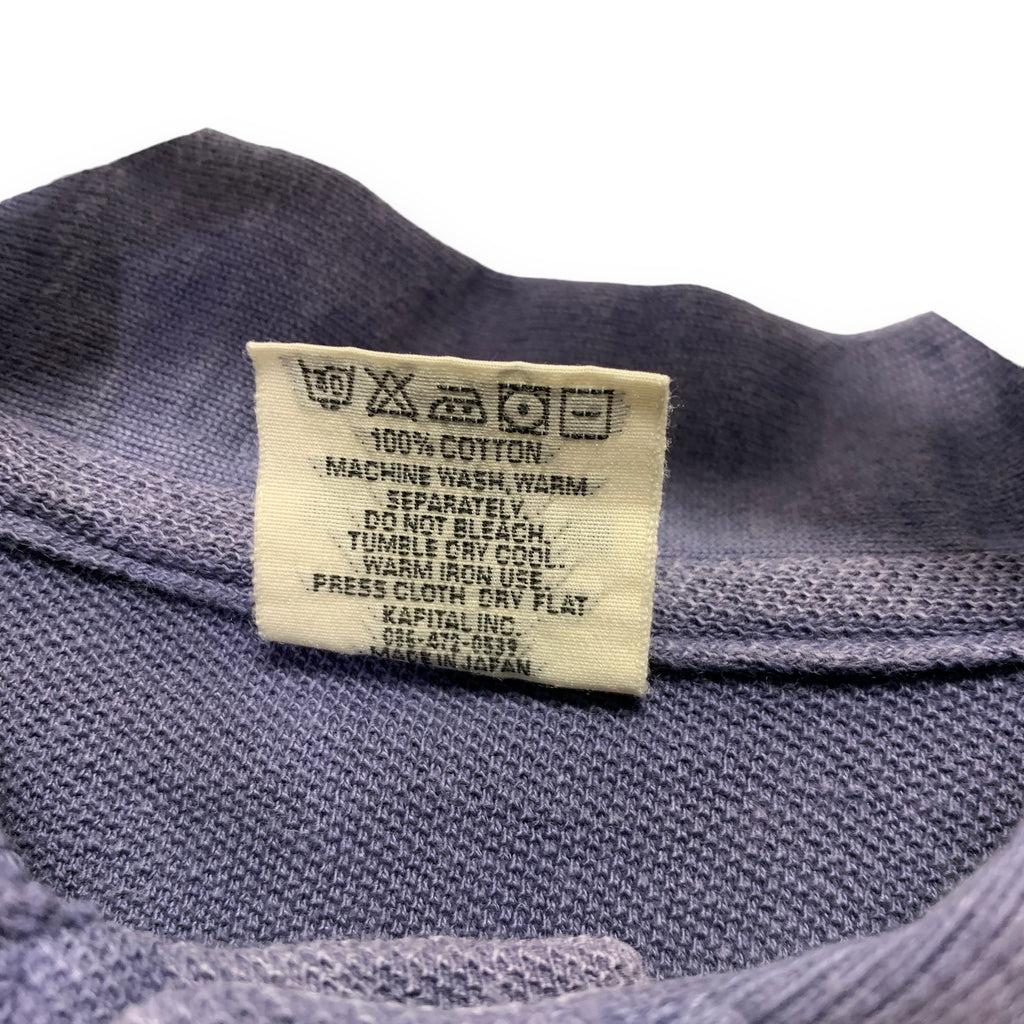 100% COTTON
MACHINE WASH, WARM
SEPARATELY.
DO NOT BLEACH.
TUMBLE DRY COOL.
WARM IRON USE
PRESS CLOTH DRY FLAT
KAPITAL INC.
MADE IN JAPAN